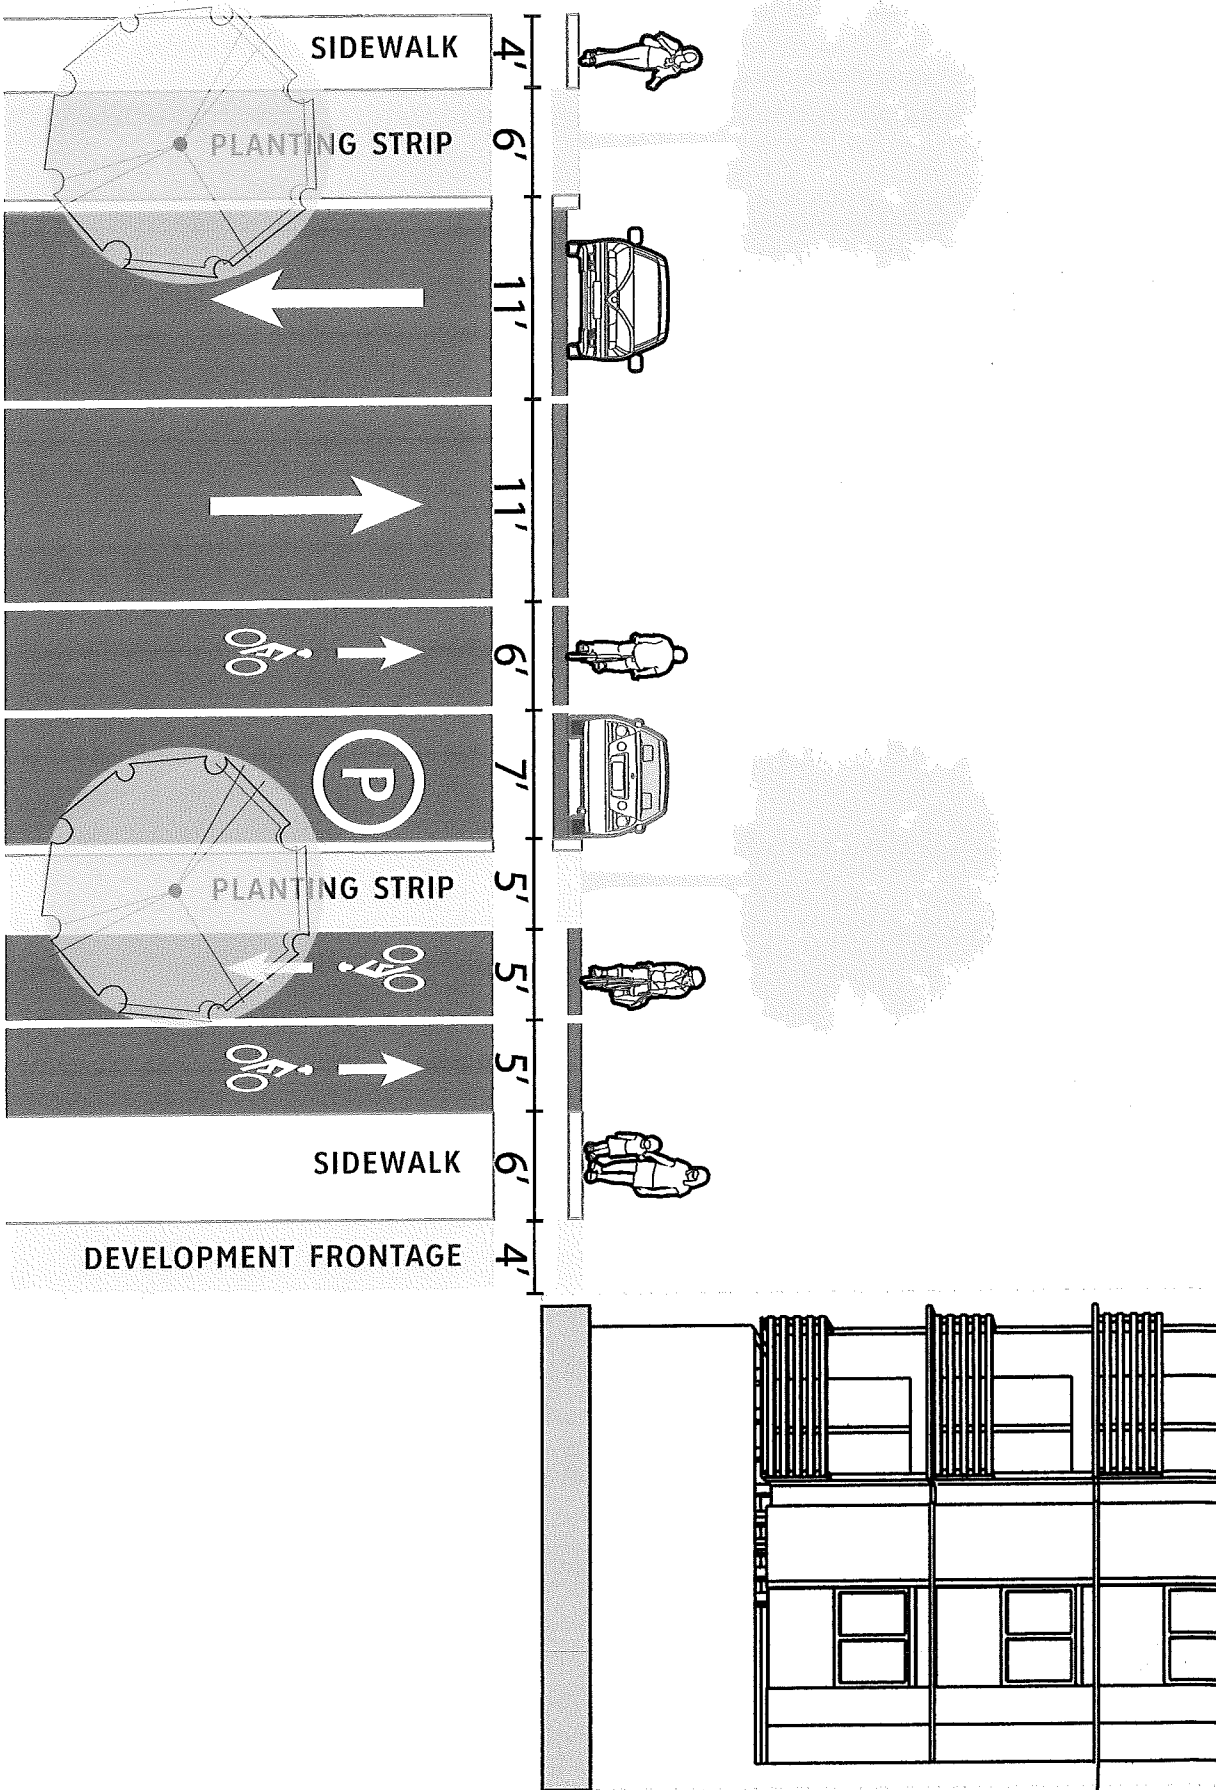 SIDEWALK
4'
PLANTING STRIP
6'
11'
11'
6'
P
7'
PLANTING STRIP
5'
5'
5'
SIDEWALK
6'
DEVELOPMENT FRONTAGE
4'